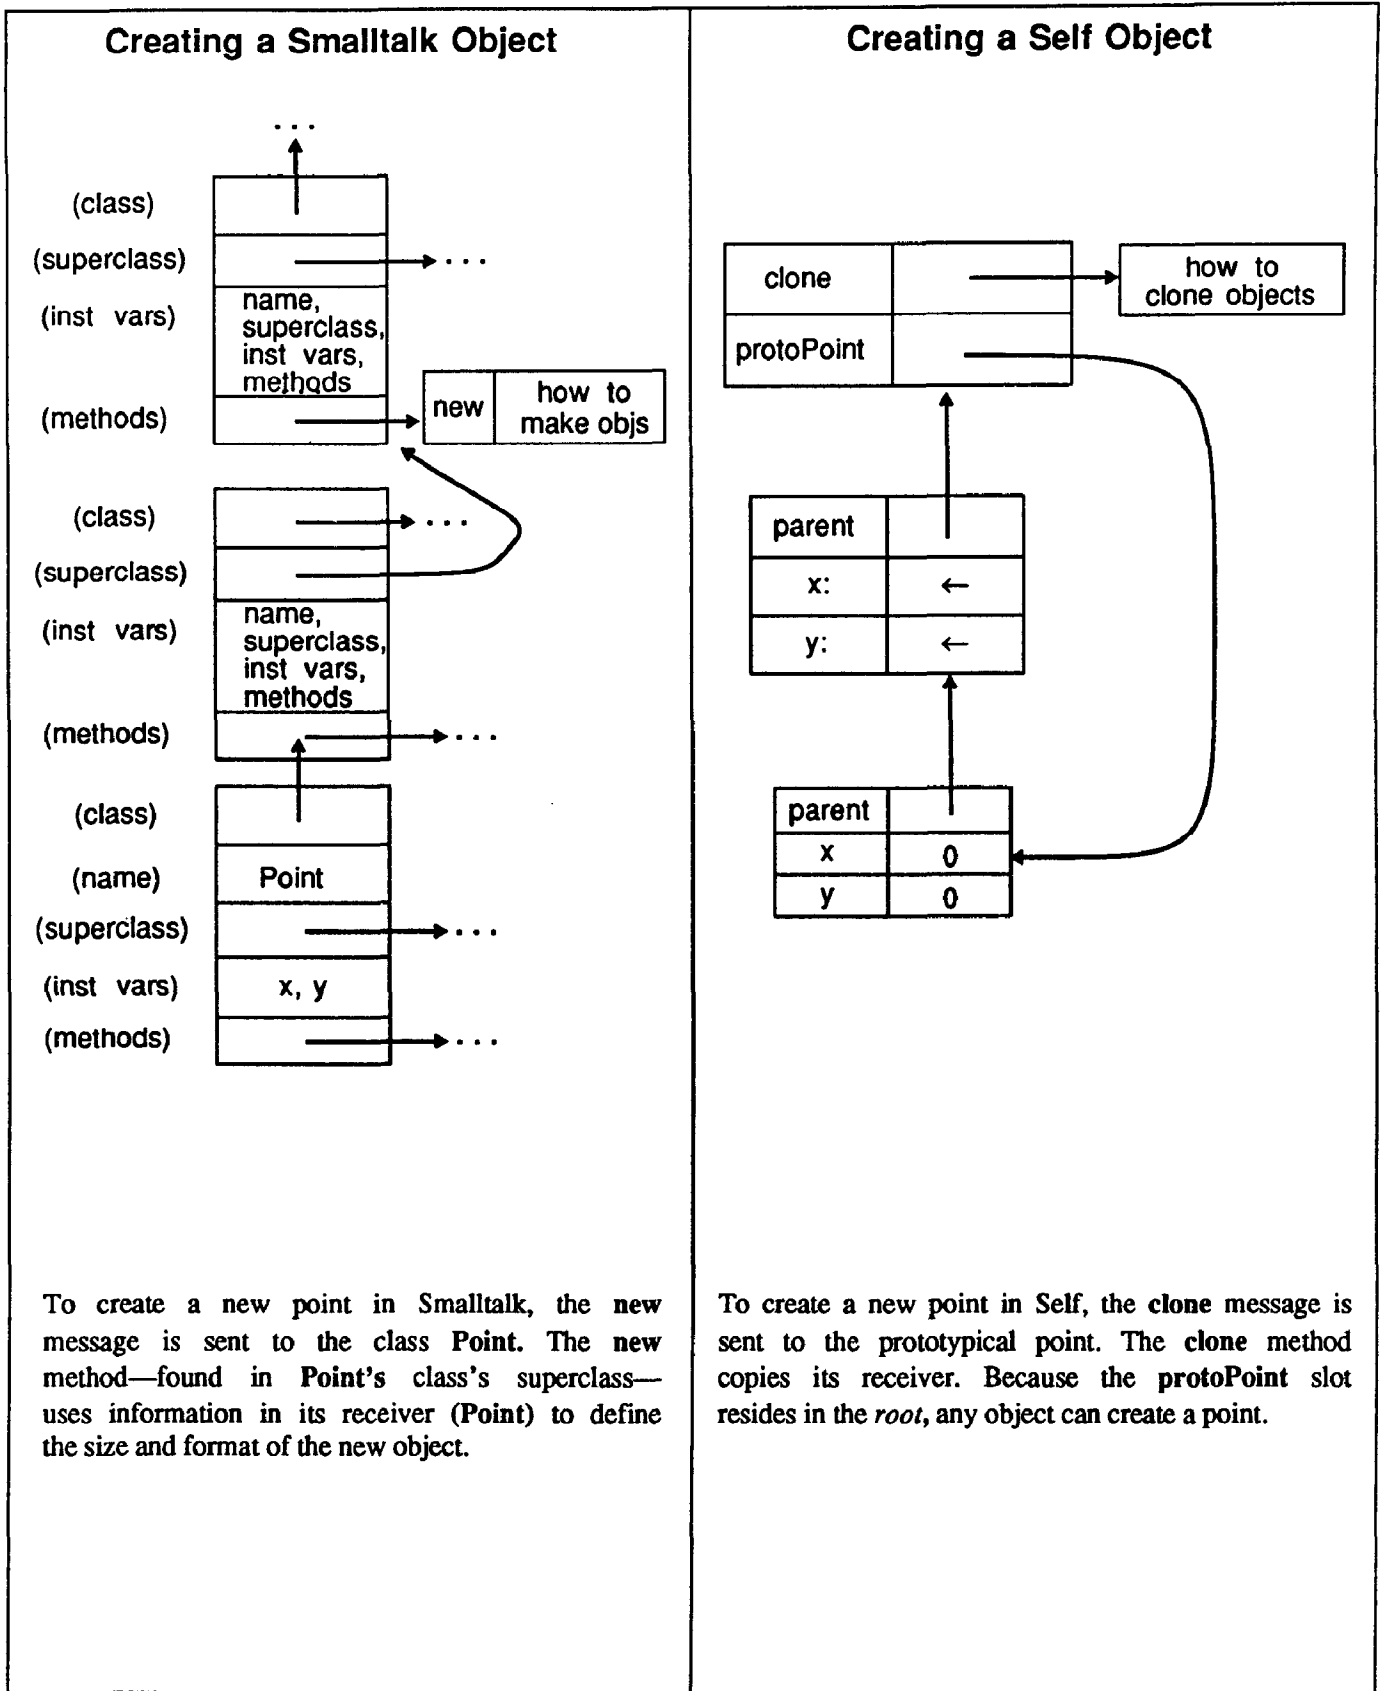 Creating a Smalltalk Object
. . .
(class)
(superclass) . . .
(inst vars) name,
superclass,
inst vars,
methods
(methods) new how to
make objs
(class) . . .
(superclass)
(inst vars) name,
superclass,
inst vars,
methods
(methods) . . .
(class)
(name) Point
(superclass) . . .
(inst vars) x, y
(methods) . . .
To create a new point in Smalltalk, the new
message is sent to the class Point. The new
method—found in Point's class's superclass—
uses information in its receiver (Point) to define
the size and format of the new object.
Creating a Self Object
clone how to
clone objects
protoPoint
parent
x: ←
y: ←
parent
x 0
y 0
To create a new point in Self, the clone message is
sent to the prototypical point. The clone method
copies its receiver. Because the protoPoint slot
resides in the root, any object can create a point.